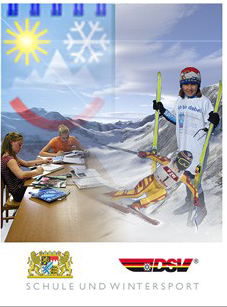 DSV
SCHULE UND WINTERSPORT